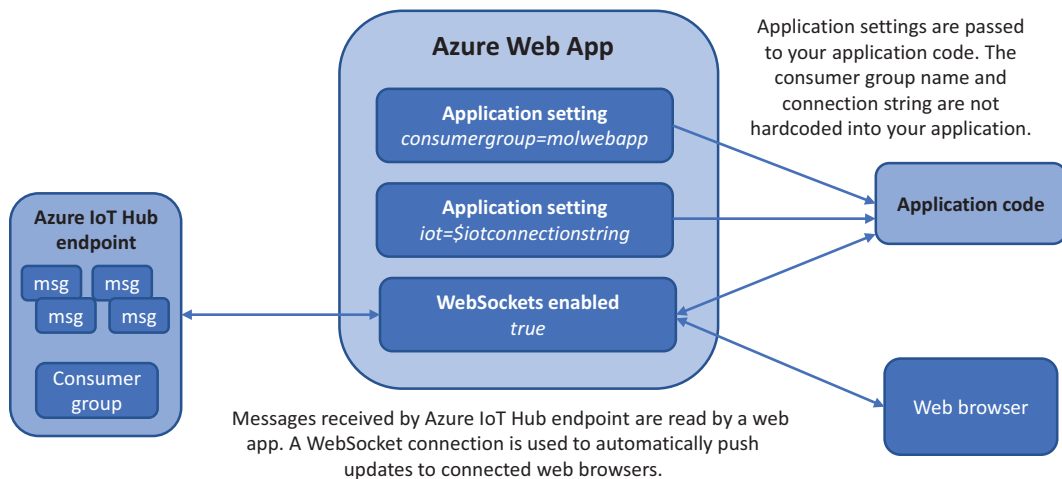 Azure Web App
Application setting
consumergroup=molwebapp
Application setting
iot=$iotconnectionstring
WebSockets enabled
true
Application settings are passed
to your application code. The
consumer group name and
connection string are not
hardcoded into your application.
Application code
Azure IoT Hub
endpoint
msg
msg
msg
msg
Consumer
group
Web browser
Messages received by Azure IoT Hub endpoint are read by a web
app. A WebSocket connection is used to automatically push
updates to connected web browsers.